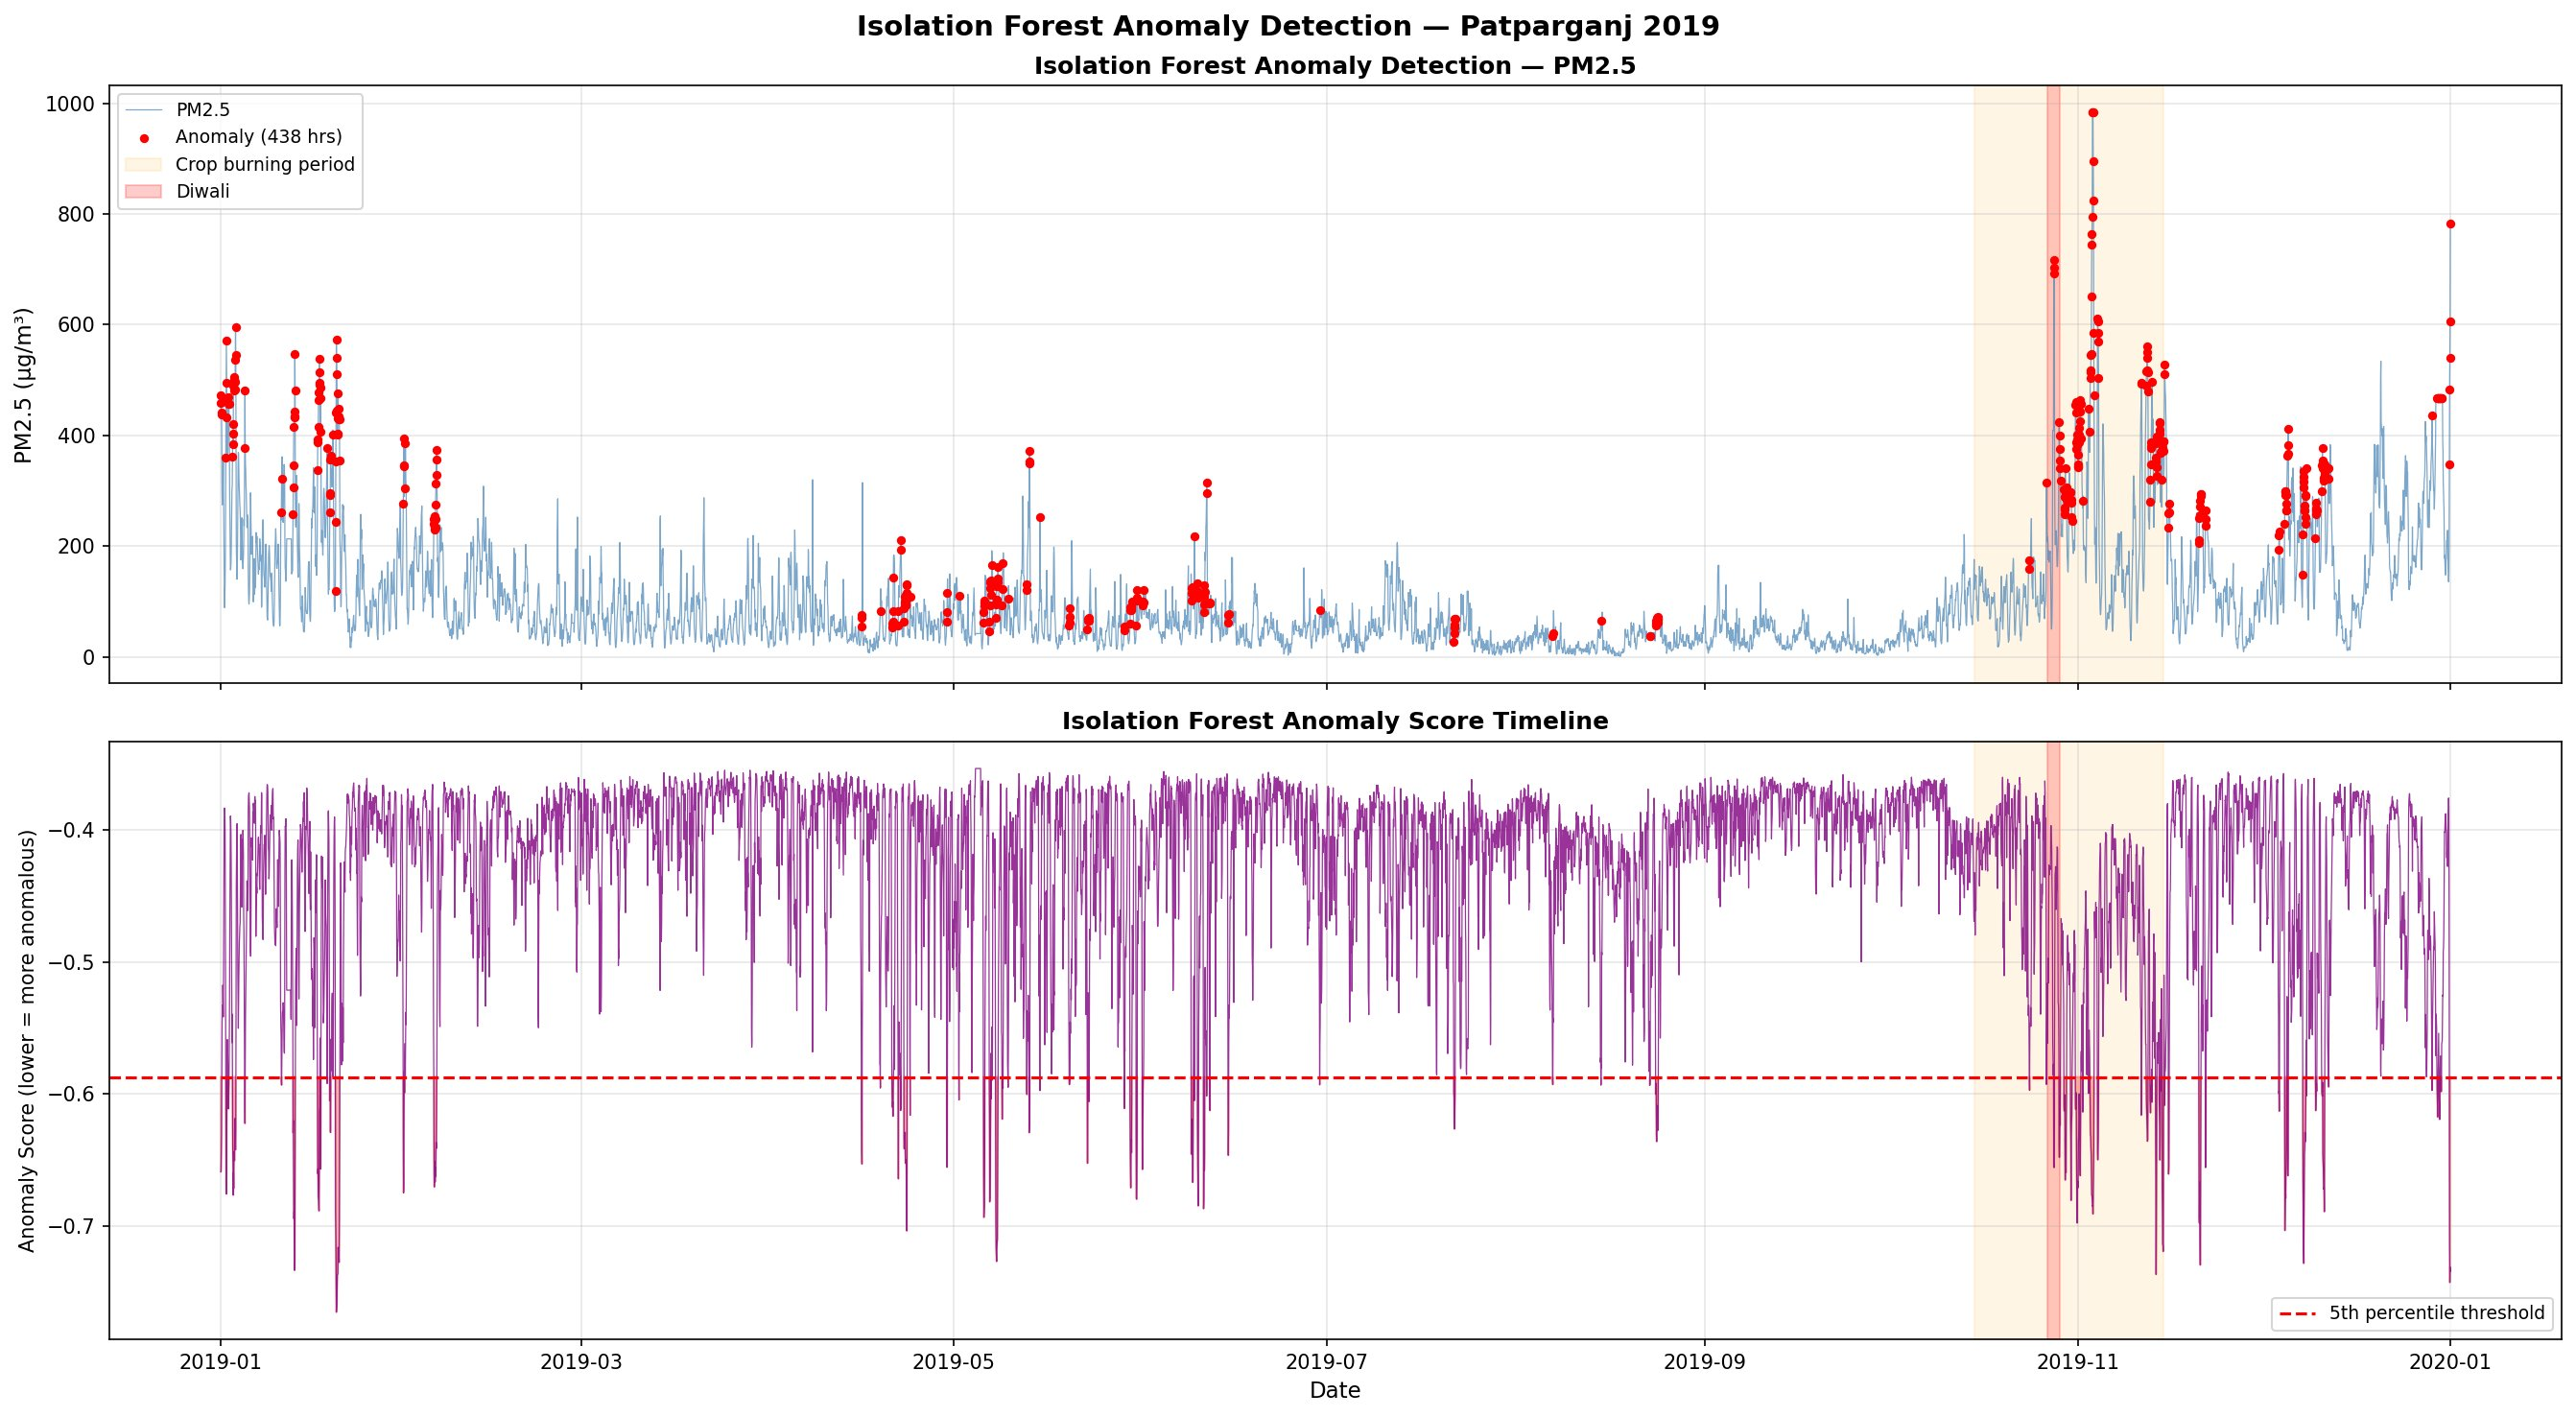 Isolation Forest Anomaly Detection — Patparganj 2019
Isolation Forest Anomaly Detection — PM2.5
PM2.5 (µg/m³)
1000
800
600
400
200
0
PM2.5
Anomaly (438 hrs)
Crop burning period
Diwali
Isolation Forest Anomaly Score Timeline
Anomaly Score (lower = more anomalous)
−0.4
−0.5
−0.6
−0.7
5th percentile threshold
2019-01 2019-03 2019-05 2019-07 2019-09 2019-11 2020-01
Date